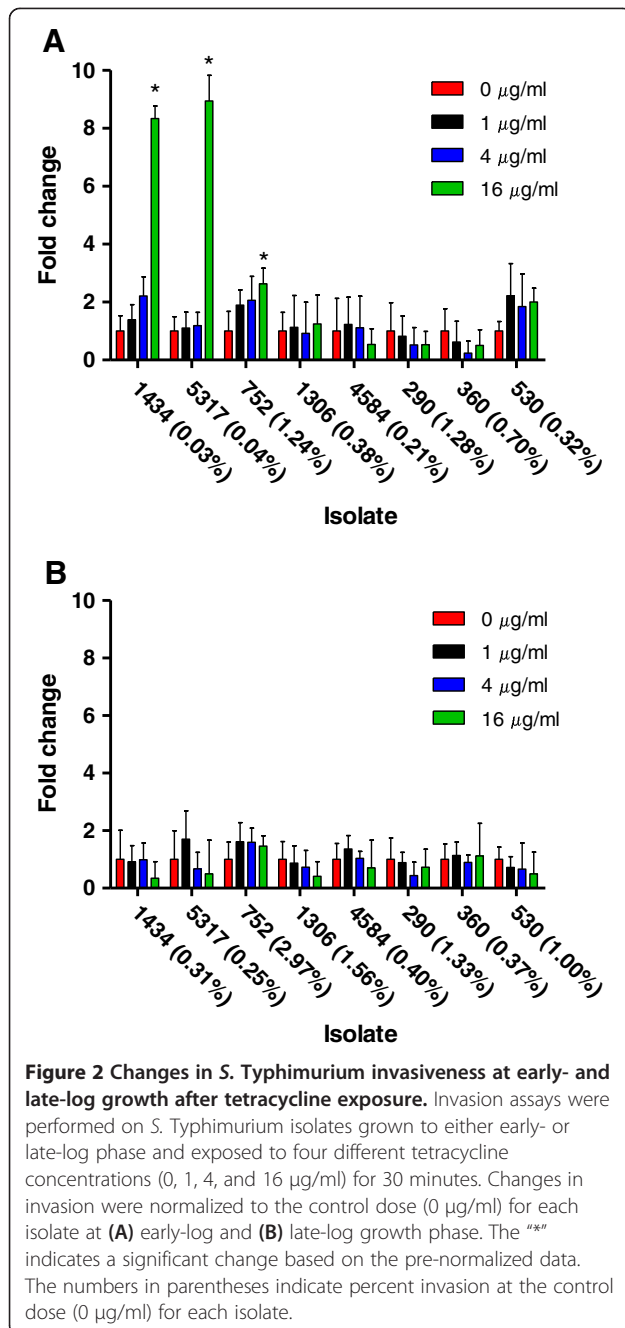 A
Fold change
10
8
6
4
2
0
* * *
0 μg/ml
1 μg/ml
4 μg/ml
16 μg/ml
1434 (0.03%)
5317 (0.04%)
752 (1.24%)
1306 (0.38%)
4584 (0.21%)
290 (1.28%)
360 (0.70%)
530 (0.32%)
Isolate
B
Fold change
10
8
6
4
2
0
0 μg/ml
1 μg/ml
4 μg/ml
16 μg/ml
1434 (0.31%)
5317 (0.25%)
752 (2.97%)
1306 (1.56%)
4584 (0.40%)
290 (1.33%)
360 (0.37%)
530 (1.00%)
Isolate
Figure 2 Changes in S. Typhimurium invasiveness at early- and
late-log growth after tetracycline exposure. Invasion assays were
performed on S. Typhimurium isolates grown to either early- or
late-log phase and exposed to four different tetracycline
concentrations (0, 1, 4, and 16 μg/ml) for 30 minutes. Changes in
invasion were normalized to the control dose (0 μg/ml) for each
isolate at (A) early-log and (B) late-log growth phase. The “*”
indicates a significant change based on the pre-normalized data.
The numbers in parentheses indicate percent invasion at the control
dose (0 μg/ml) for each isolate.